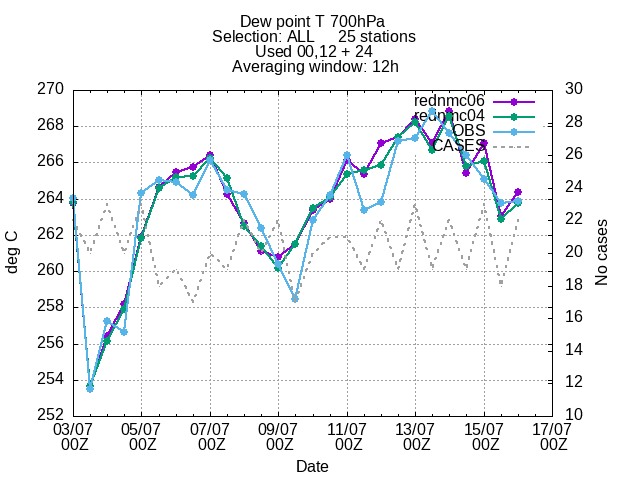 Dew point T 700hPa
Selection: ALL 25 stations
Used 00,12 + 24
Averaging window: 12h
270
268
266
264
262
260
258
256
254
252
deg C
30
28
26
24
22
20
18
16
14
12
10
No cases
rednmc06
rednmc04
OBS
CASES
03/07 05/07 07/07 09/07 11/07 13/07 15/07 17/07
00Z 00Z 00Z 00Z 00Z 00Z 00Z 00Z
Date